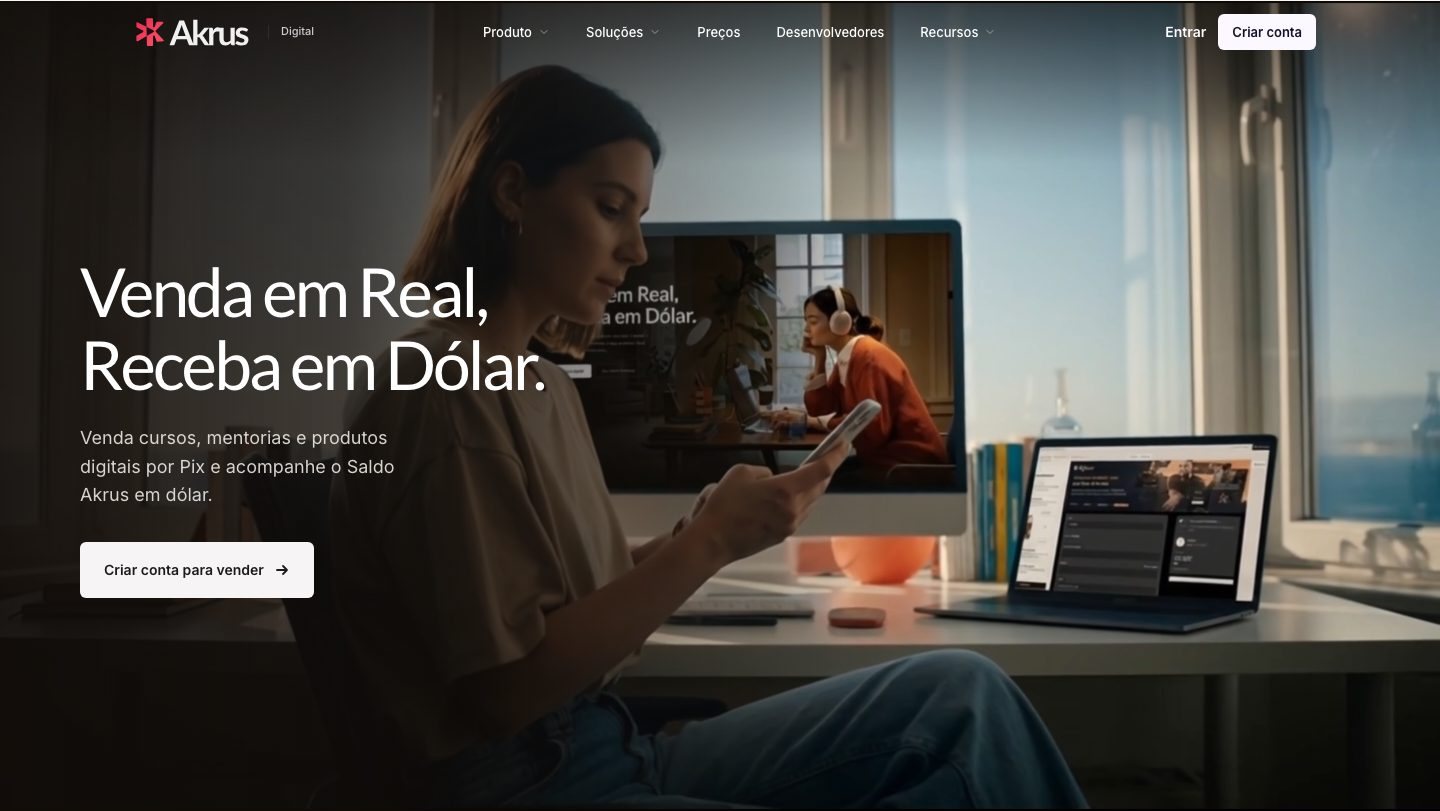 Akrus
Digital
Produto
Soluções
Preços
Desenvolvedores
Recursos
Entrar
Criar conta
Venda em Real,
Receba em Dólar.
Venda cursos, mentorias e produtos
digitais por Pix e acompanhe o Saldo
Akrus em dólar.
Criar conta para vender
em Real,
a em Dólar.